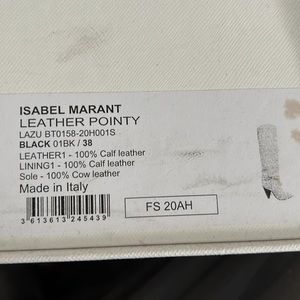 ISABEL MARANT
LEATHER POINTY
LAZU BT0158-20H001S
BLACK 01BK / 38
LEATHER1 - 100% Calf leather
LINING1 - 100% Calf leather
Sole - 100% Cow leather
Made in Italy
FS 20AH
3613613245439